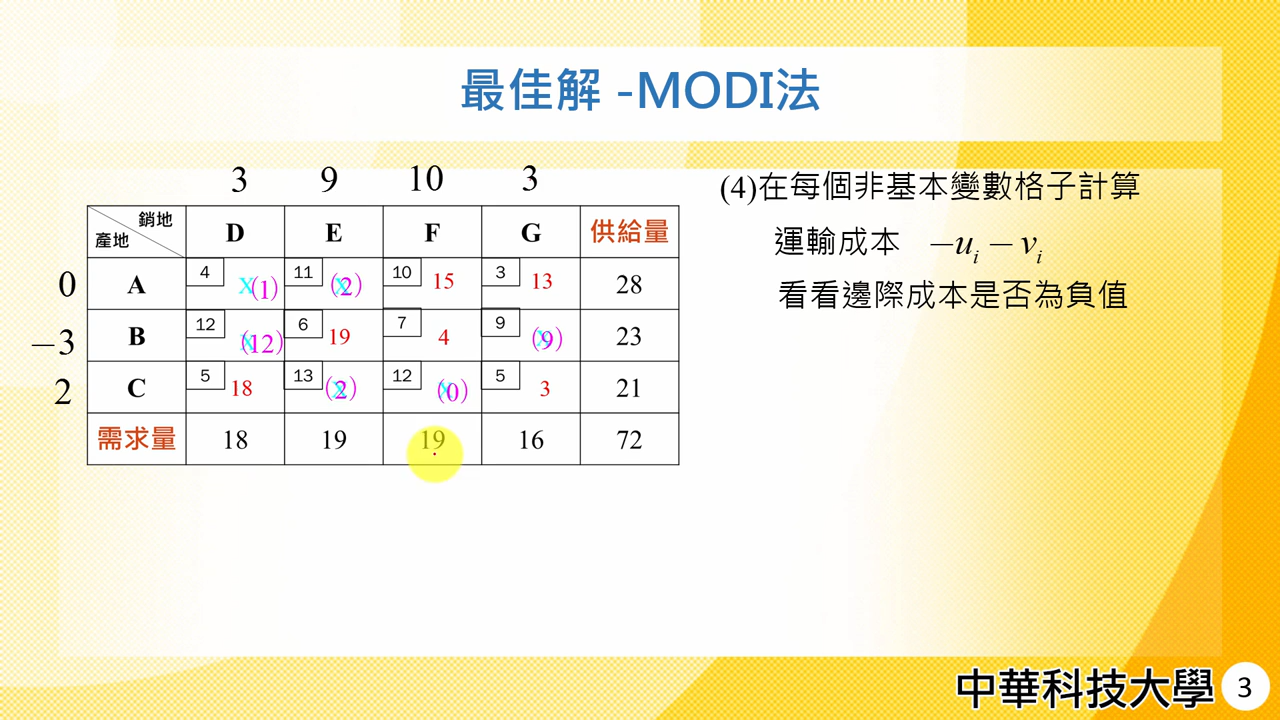 最佳解 -MODI法
3 9 10 3
銷地
產地 D E F G 供給量
0 A 4 X(1) 11 X(2) 10 15 3 13 28
−3 B 12 X(12) 6 19 7 4 9 X(9) 23
2 C 5 18 13 X(2) 12 X(0) 5 3 21
需求量 18 19 19 16 72
(4)在每個非基本變數格子計算
運輸成本 −ui − vi
看看邊際成本是否為負值
中華科技大學 3